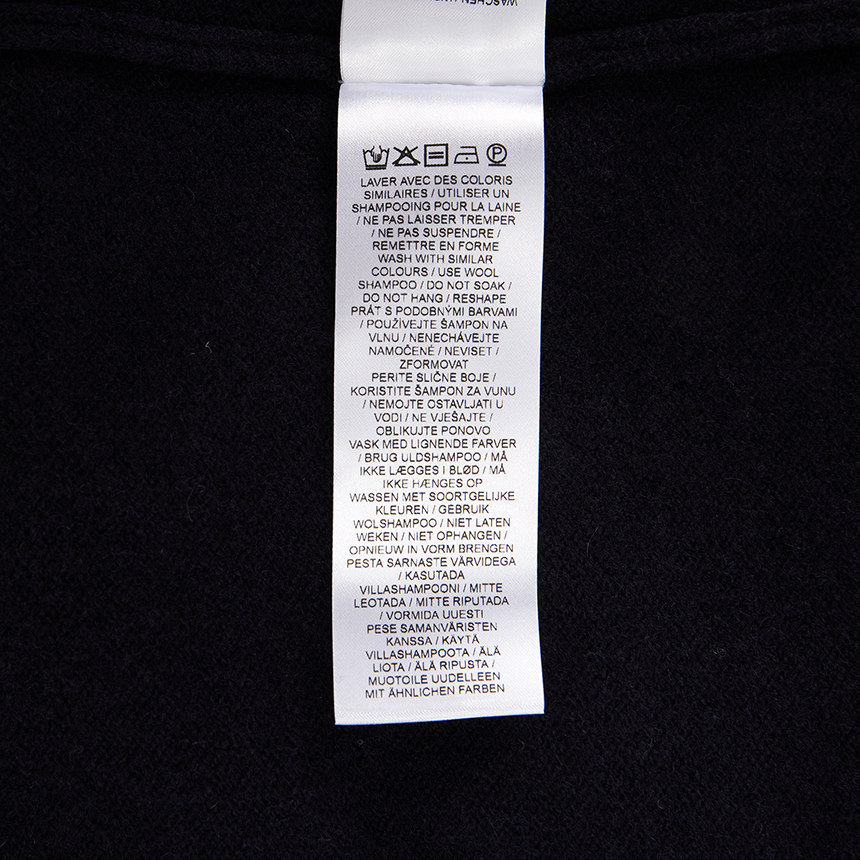 WASCHEN
P
LAVER AVEC DES COLORIS
SIMILAIRES / UTILISER UN
SHAMPOOING POUR LA LAINE
/ NE PAS LAISSER TREMPER
/ NE PAS SUSPENDRE /
REMETTRE EN FORME
WASH WITH SIMILAR
COLOURS / USE WOOL
SHAMPOO / DO NOT SOAK /
DO NOT HANG / RESHAPE
PRÁT S PODOBNÝMI BARVAMI
/ POUŽÍVEJTE ŠAMPON NA
VLNU / NENECHÁVEJTE
NAMOČENÉ / NEVISET /
ZFORMOVAT
PERITE SLIČNE BOJE /
KORISTITE ŠAMPON ZA VUNU
/ NEMOJTE OSTAVLJATI U
VODI / NE VJEŠAJTE /
OBLIKUJTE PONOVO
VASK MED LIGNENDE FARVER
/ BRUG ULDSHAMPOO / MÅ
IKKE LÆGGES I BLØD / MÅ
IKKE HÆNGES OP
WASSEN MET SOORTGELIJKE
KLEUREN / GEBRUIK
WOLSHAMPOO / NIET LATEN
WEKEN / NIET OPHANGEN /
OPNIEUW IN VORM BRENGEN
PESTA SARNASTE VÄRVIDEGA
/ KASUTADA
VILLASHAMPOONI / MITTE
LEOTADA / MITTE RIPUTADA
/ VORMIDA UUESTI
PESE SAMANVÄRISTEN
KANSSA / KÄYTÄ
VILLASHAMPOOTA / ÄLÄ
LIOTA / ÄLÄ RIPUSTA /
MUOTOILE UUDELLEEN
MIT ÄHNLICHEN FARBEN